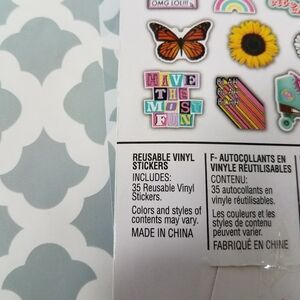 OMG LOL!!!
HAVE
THE
MOST
FUN
REUSABLE VINYL
STICKERS
INCLUDES:
35 Reusable Vinyl
Stickers.
Colors and styles of
contents may vary.
MADE IN CHINA
F- AUTOCOLLANTS EN
VINYLE RÉUTILISABLES
CONTENU:
35 autocollants en
vinyle réutilisables.
Les couleurs et les
styles de contenu
peuvent varier.
FABRIQUÉ EN CHINE